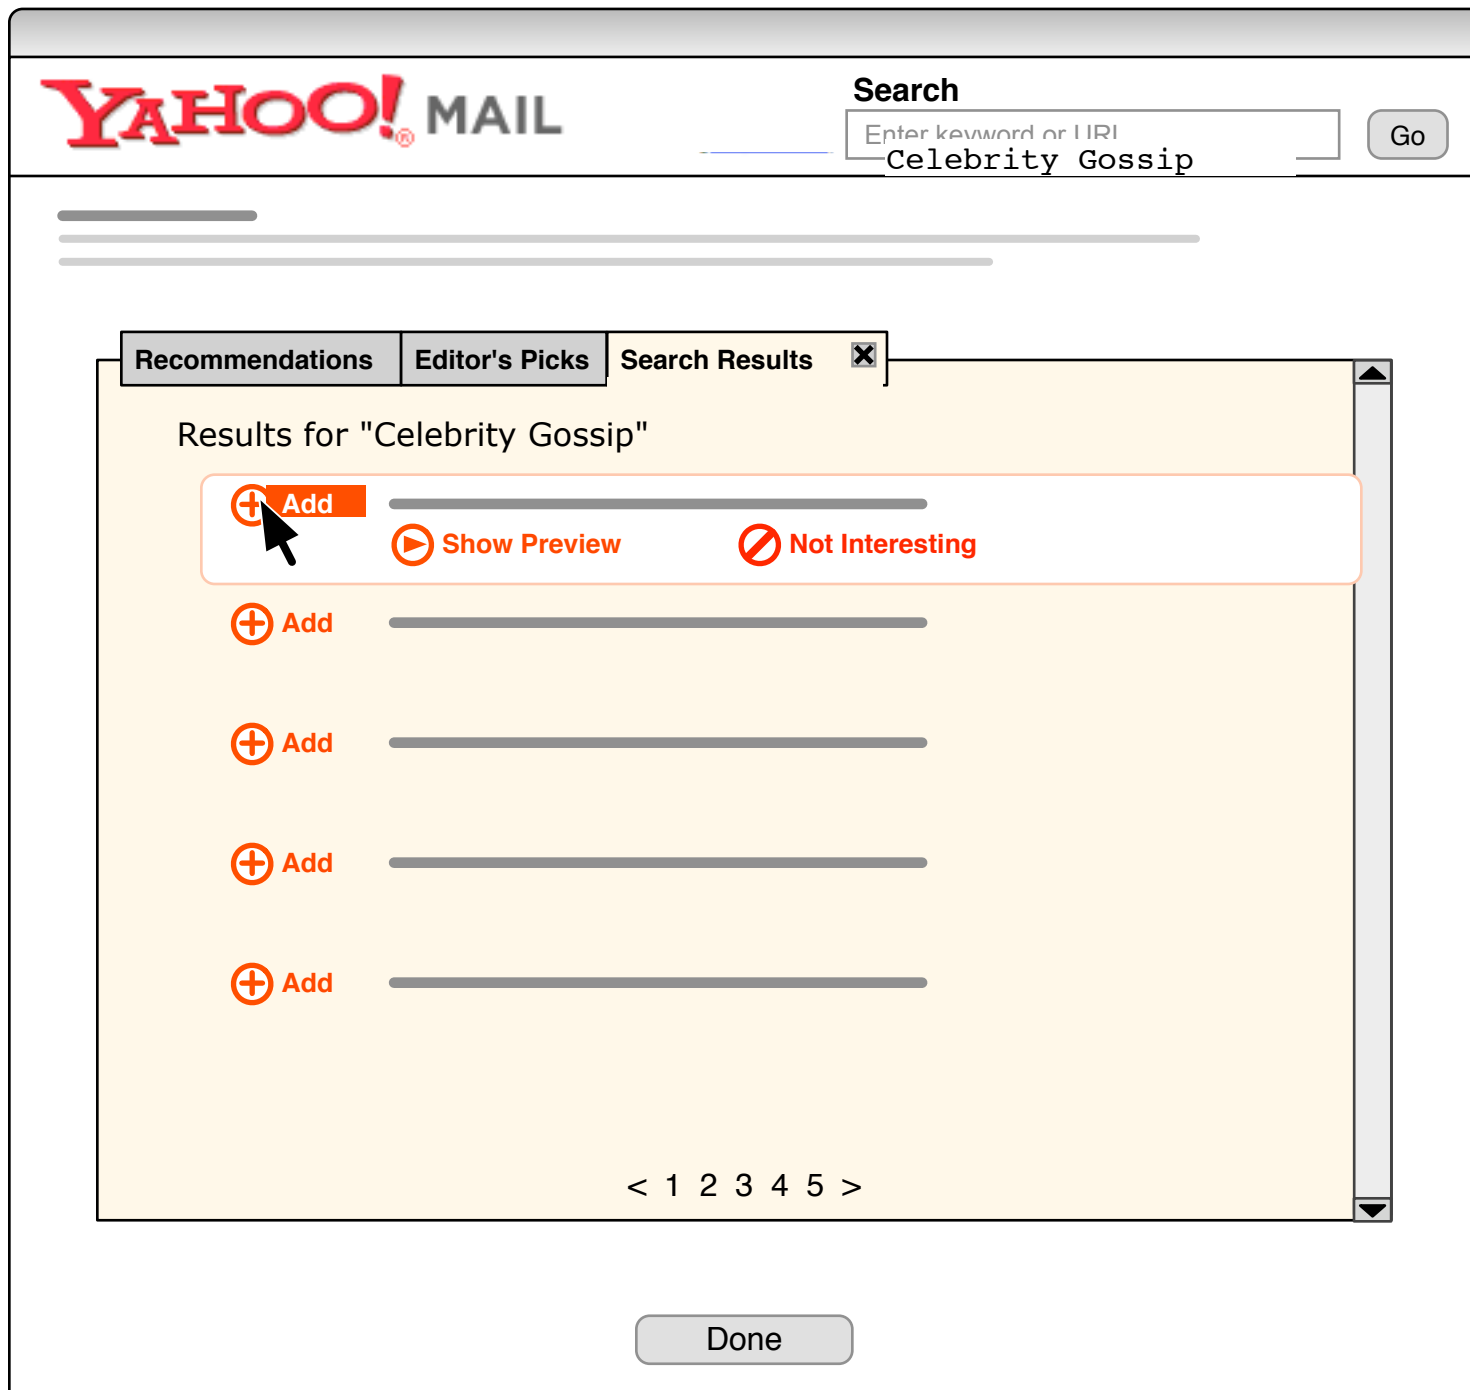 YAHOO!® MAIL
Search
Enter keyword or URL
Go
Celebrity Gossip
Recommendations
Editor's Picks
Search Results
Results for "Celebrity Gossip"
Add
Show Preview
Not Interesting
Add
Add
Add
Add
< 1 2 3 4 5 >
Done